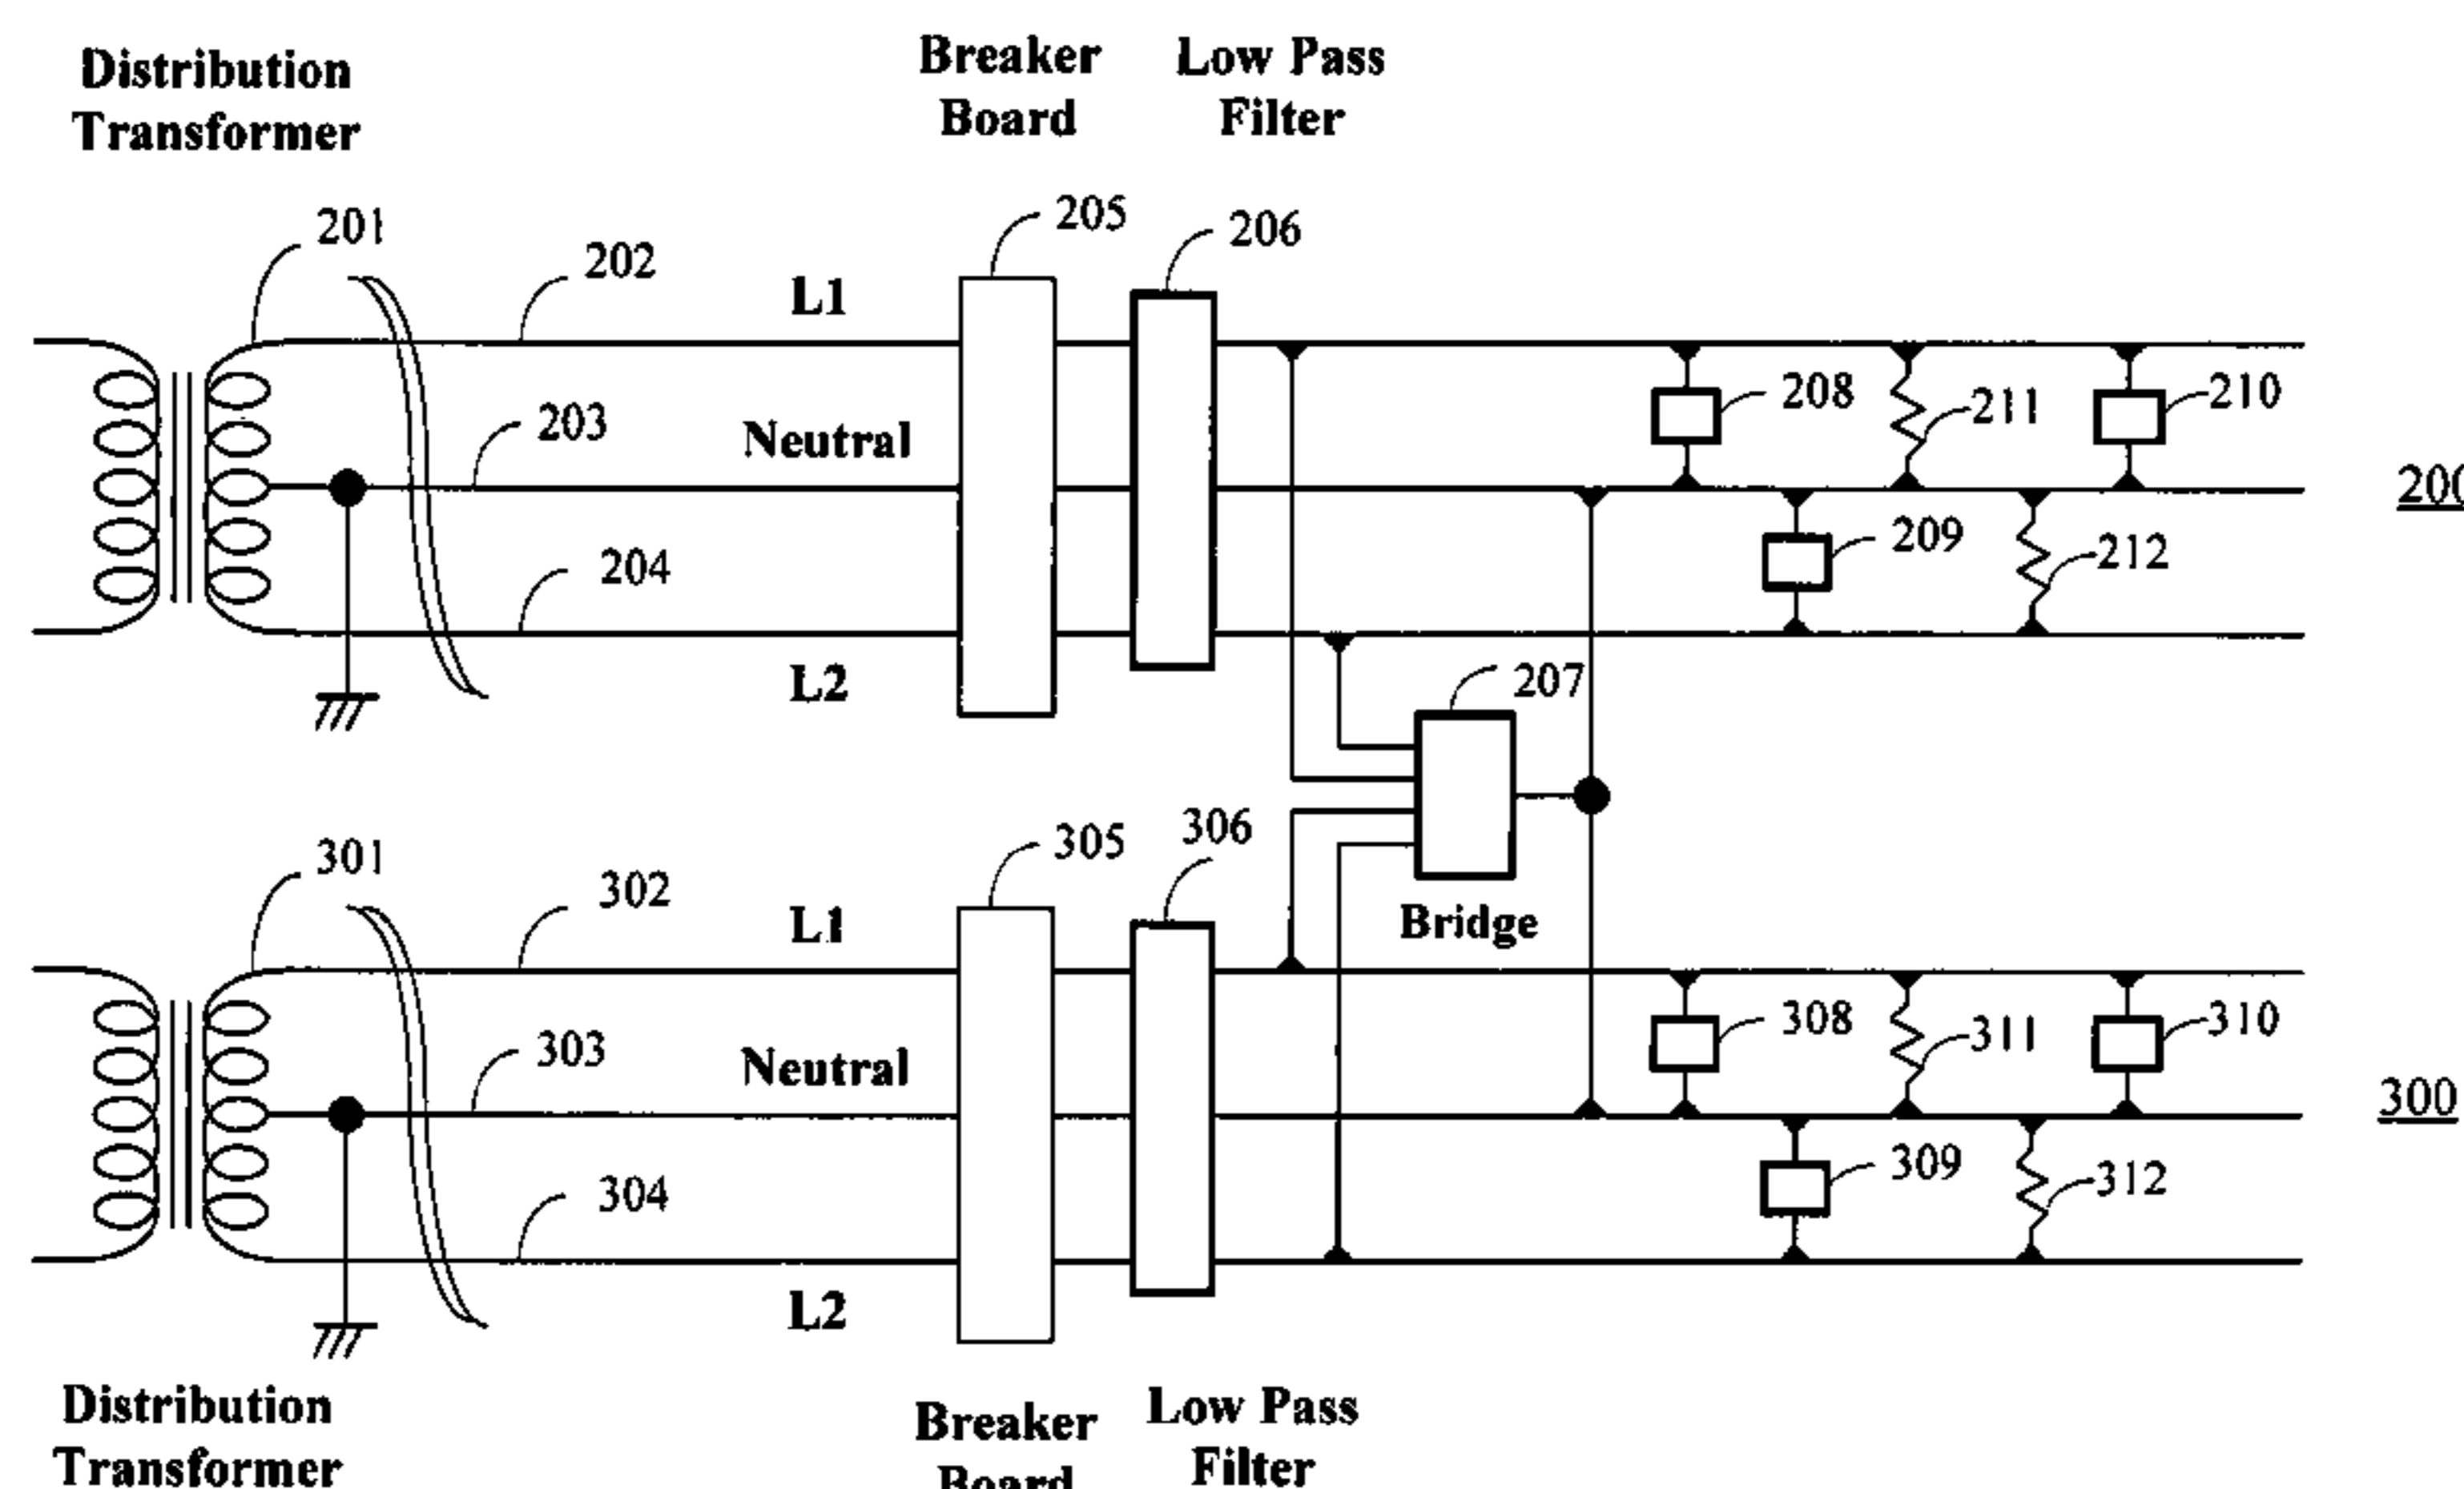 Distribution
Transformer
Breaker
Board
Low Pass
Filter
201
202
205
206
L1
203
Neutral
208
211
210
200
204
209
212
L2
207
301
302
305
306
L1
Bridge
303
Neutral
308
311
310
300
304
309
312
L2
Distribution
Transformer
Breaker
Board
Low Pass
Filter